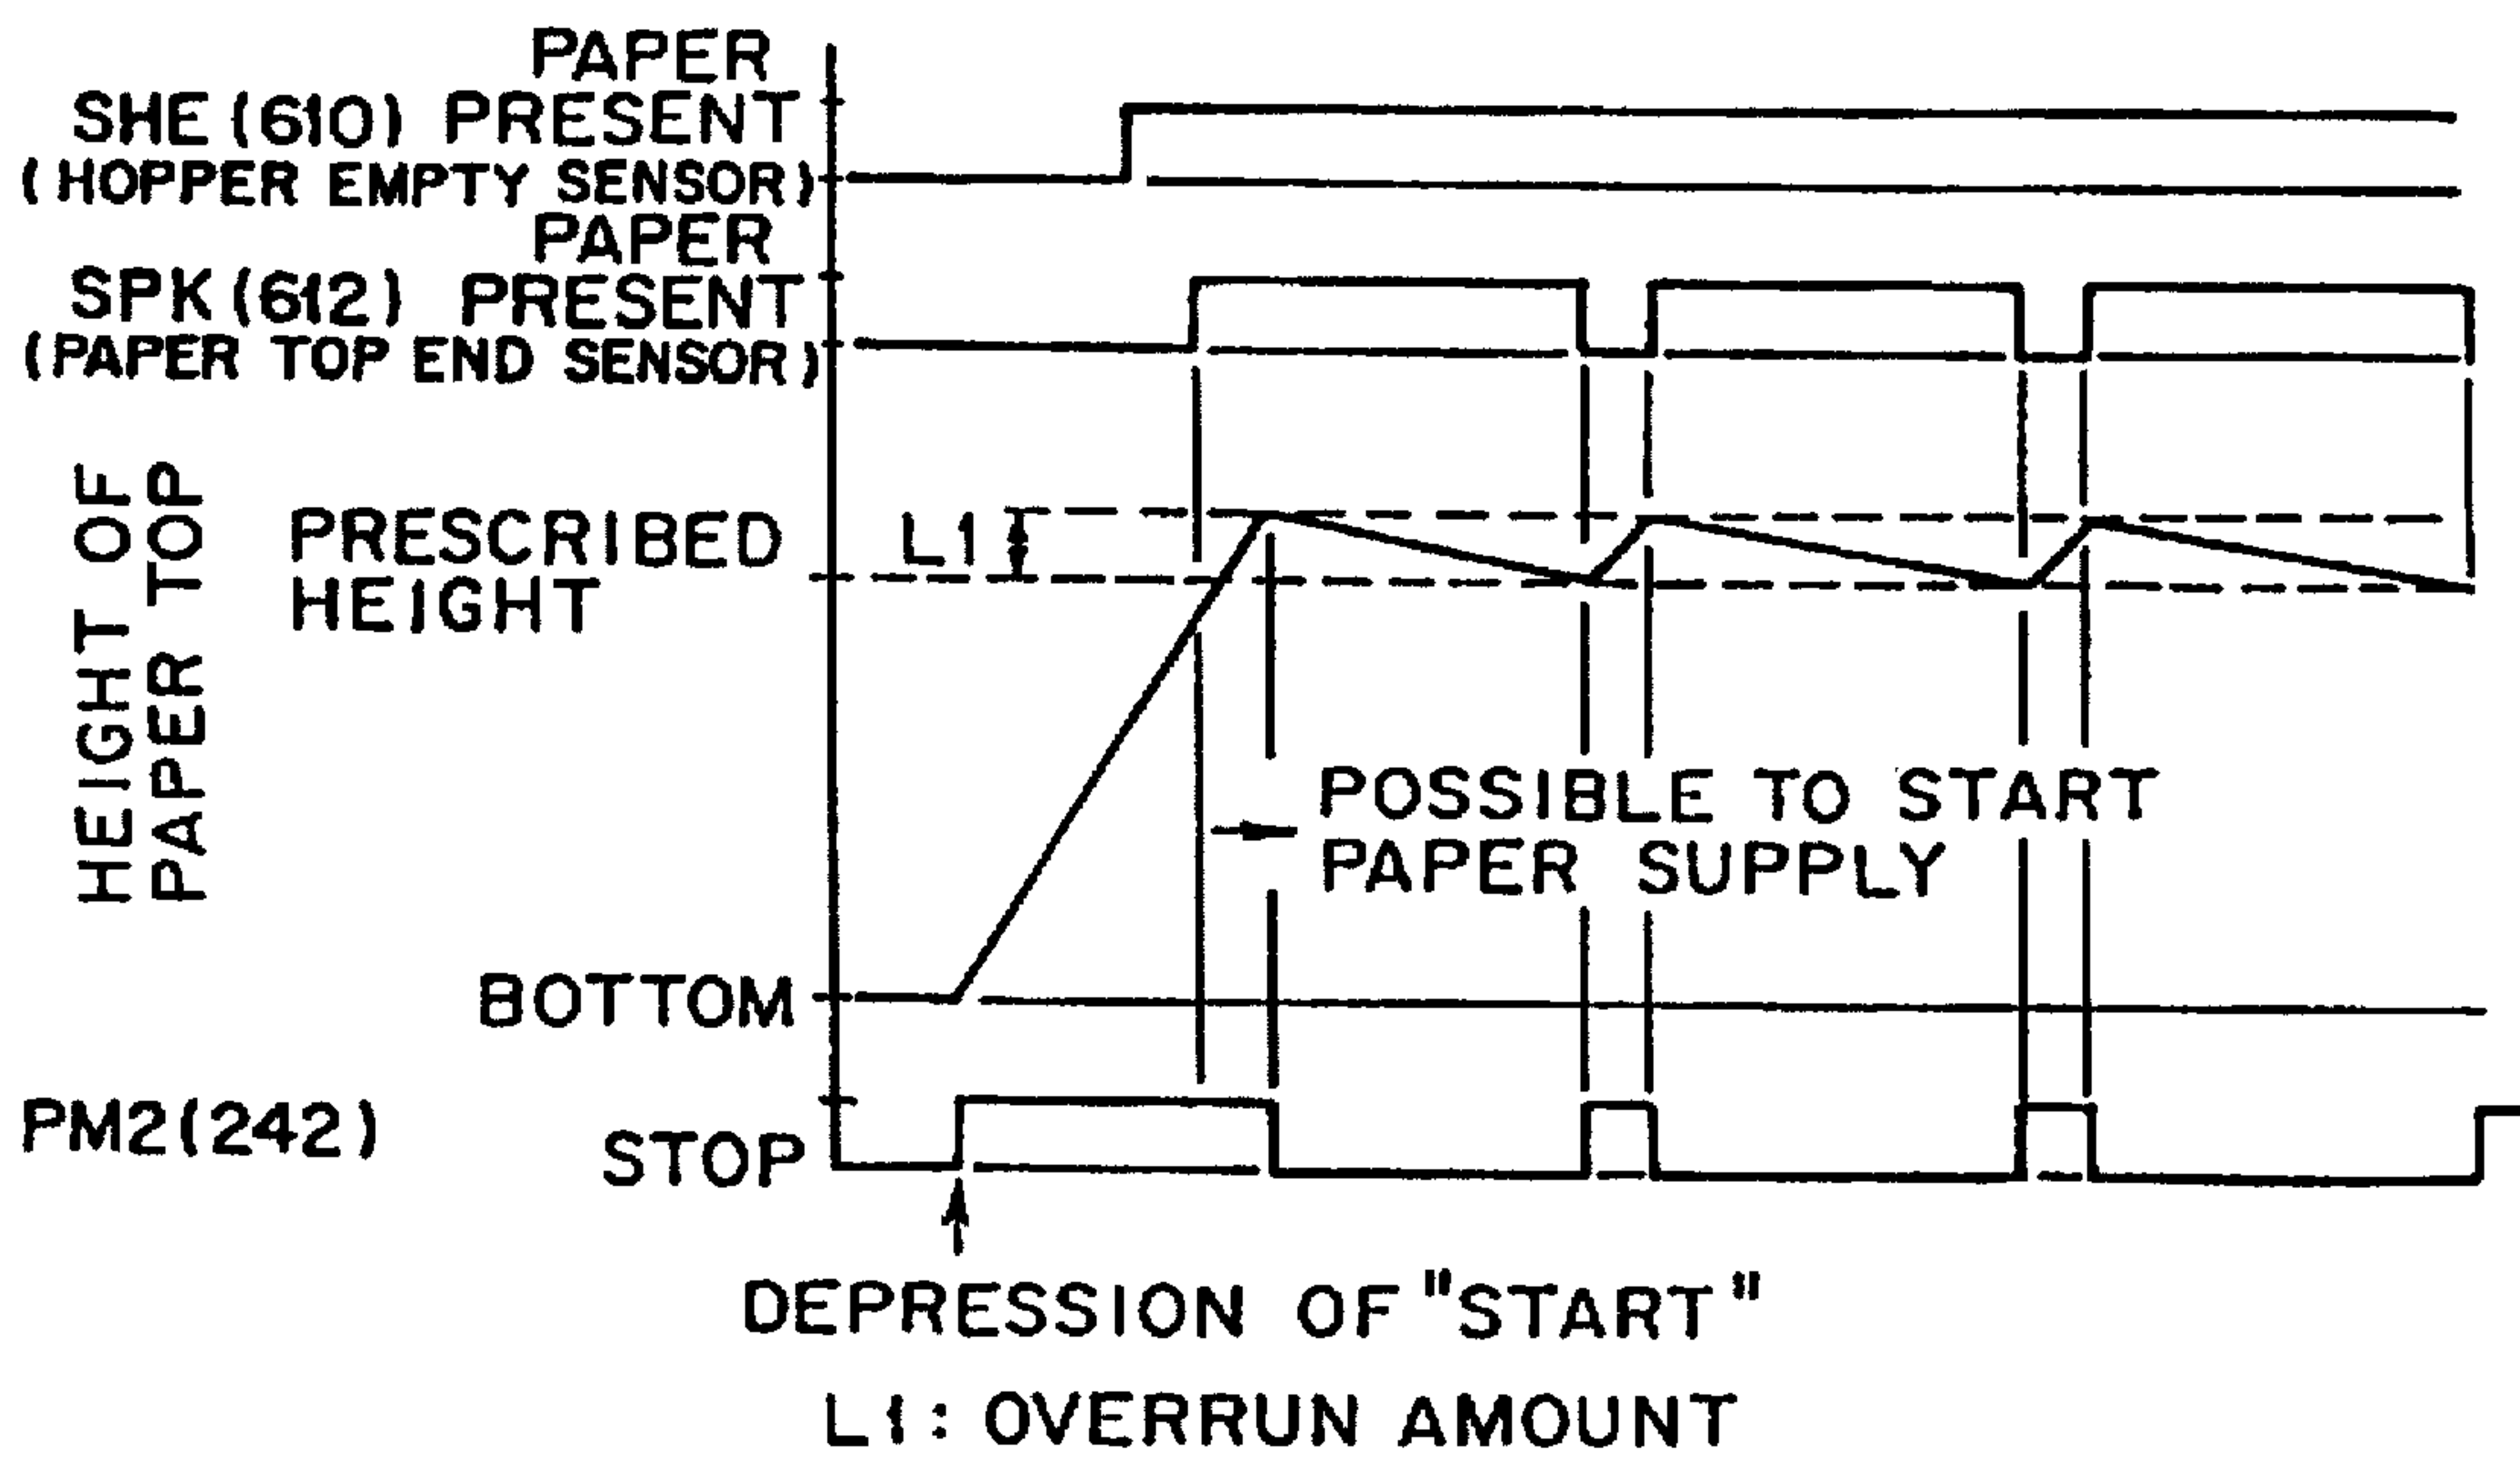 PAPER
SHE(610) PRESENT
(HOPPER EMPTY SENSOR)
PAPER
SPK(612) PRESENT
(PAPER TOP END SENSOR)
HEIGHT OF
PAPER TOP
PRESCRIBED
HEIGHT
L1
POSSIBLE TO START
PAPER SUPPLY
BOTTOM
PM2(242)
STOP
DEPRESSION OF "START"
L1: OVERRUN AMOUNT